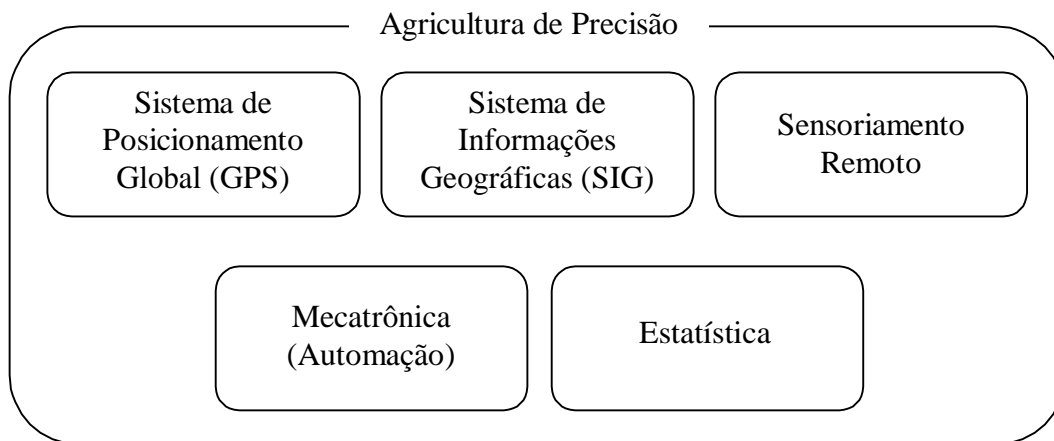 Agricultura de Precisão
Sistema de
Posicionamento
Global (GPS)
Sistema de
Informações
Geográficas (SIG)
Sensoriamento
Remoto
Mecatrônica
(Automação)
Estatística